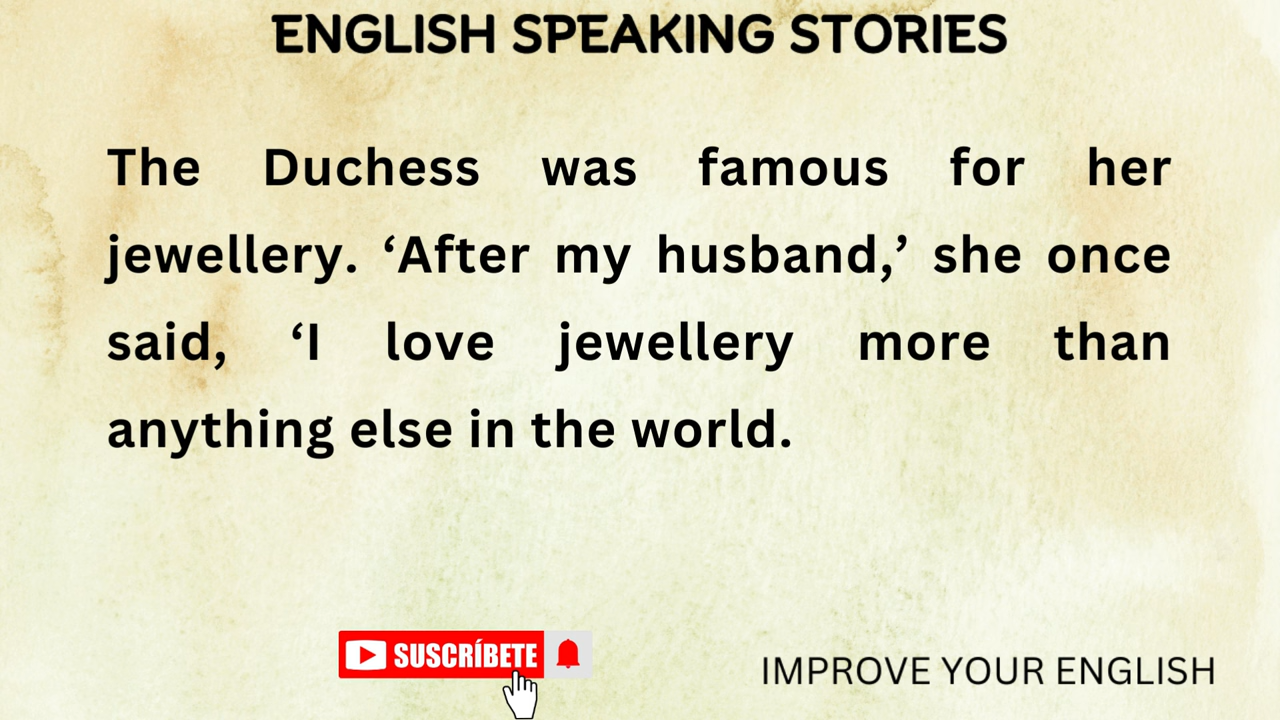 ENGLISH SPEAKING STORIES
The Duchess was famous for her
jewellery. ‘After my husband,’ she once
said, ‘I love jewellery more than
anything else in the world.
SUSCRÍBETE
IMPROVE YOUR ENGLISH